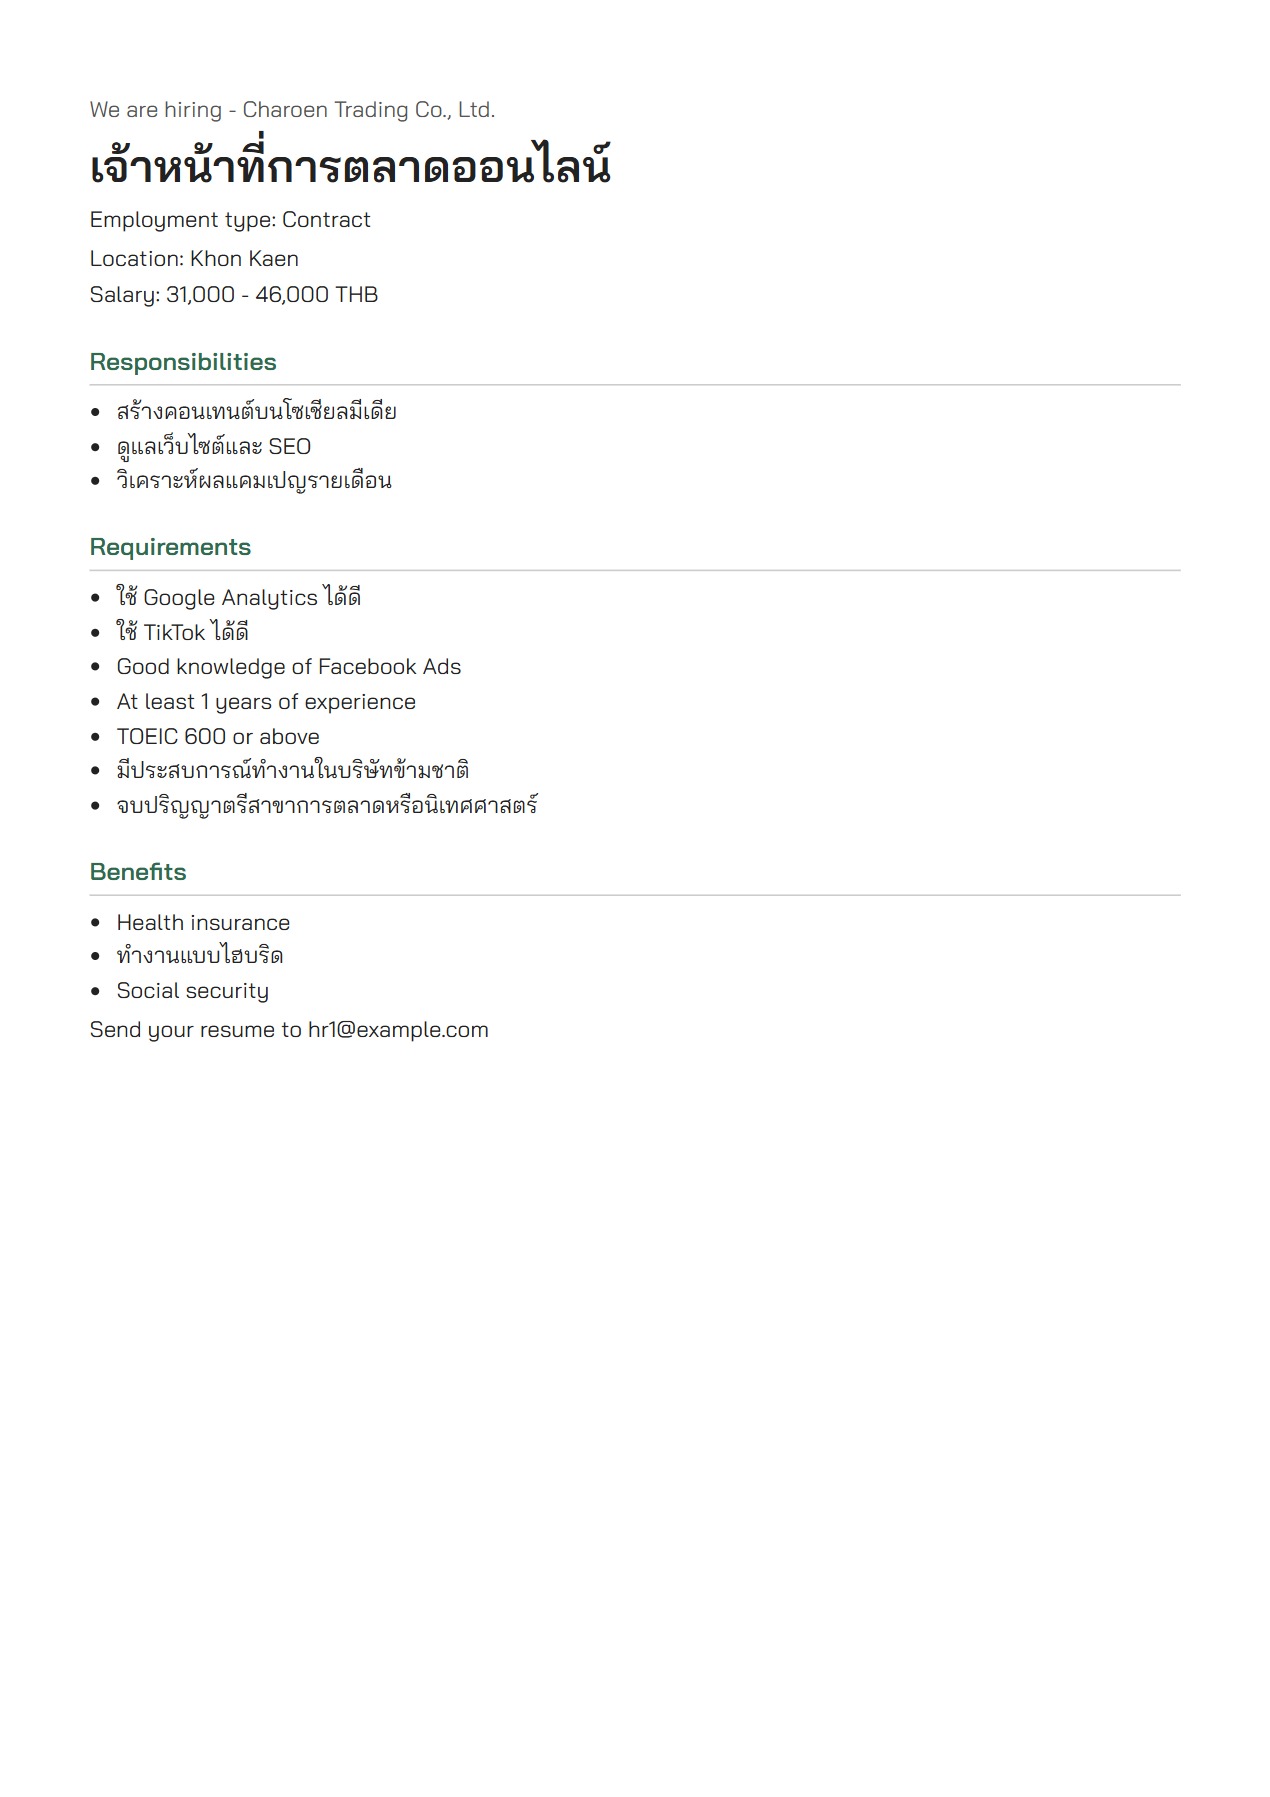 We are hiring - Charoen Trading Co., Ltd.
เจ้าหน้าที่การตลาดออนไลน์
Employment type: Contract
Location: Khon Kaen
Salary: 31,000 - 46,000 THB
Responsibilities
• สร้างคอนเทนต์บนโซเชียลมีเดีย
• ดูแลเว็บไซต์และ SEO
• วิเคราะห์ผลแคมเปญรายเดือน
Requirements
• ใช้ Google Analytics ได้ดี
• ใช้ TikTok ได้ดี
• Good knowledge of Facebook Ads
• At least 1 years of experience
• TOEIC 600 or above
• มีประสบการณ์ทำงานในบริษัทข้ามชาติ
• จบปริญญาตรีสาขาการตลาดหรือนิเทศศาสตร์
Benefits
• Health insurance
• ทำงานแบบไฮบริด
• Social security
Send your resume to hr1@example.com